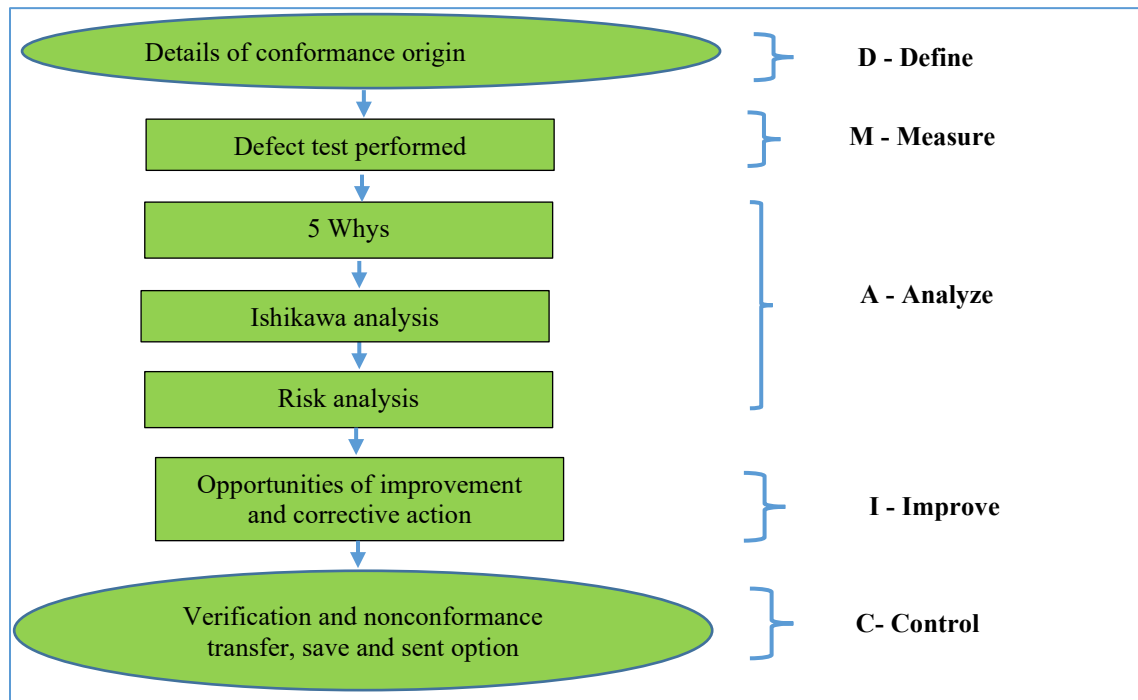 Details of conformance origin
D - Define
Defect test performed
M - Measure
5 Whys
Ishikawa analysis
A - Analyze
Risk analysis
Opportunities of improvement
and corrective action
I - Improve
Verification and nonconformance
transfer, save and sent option
C- Control